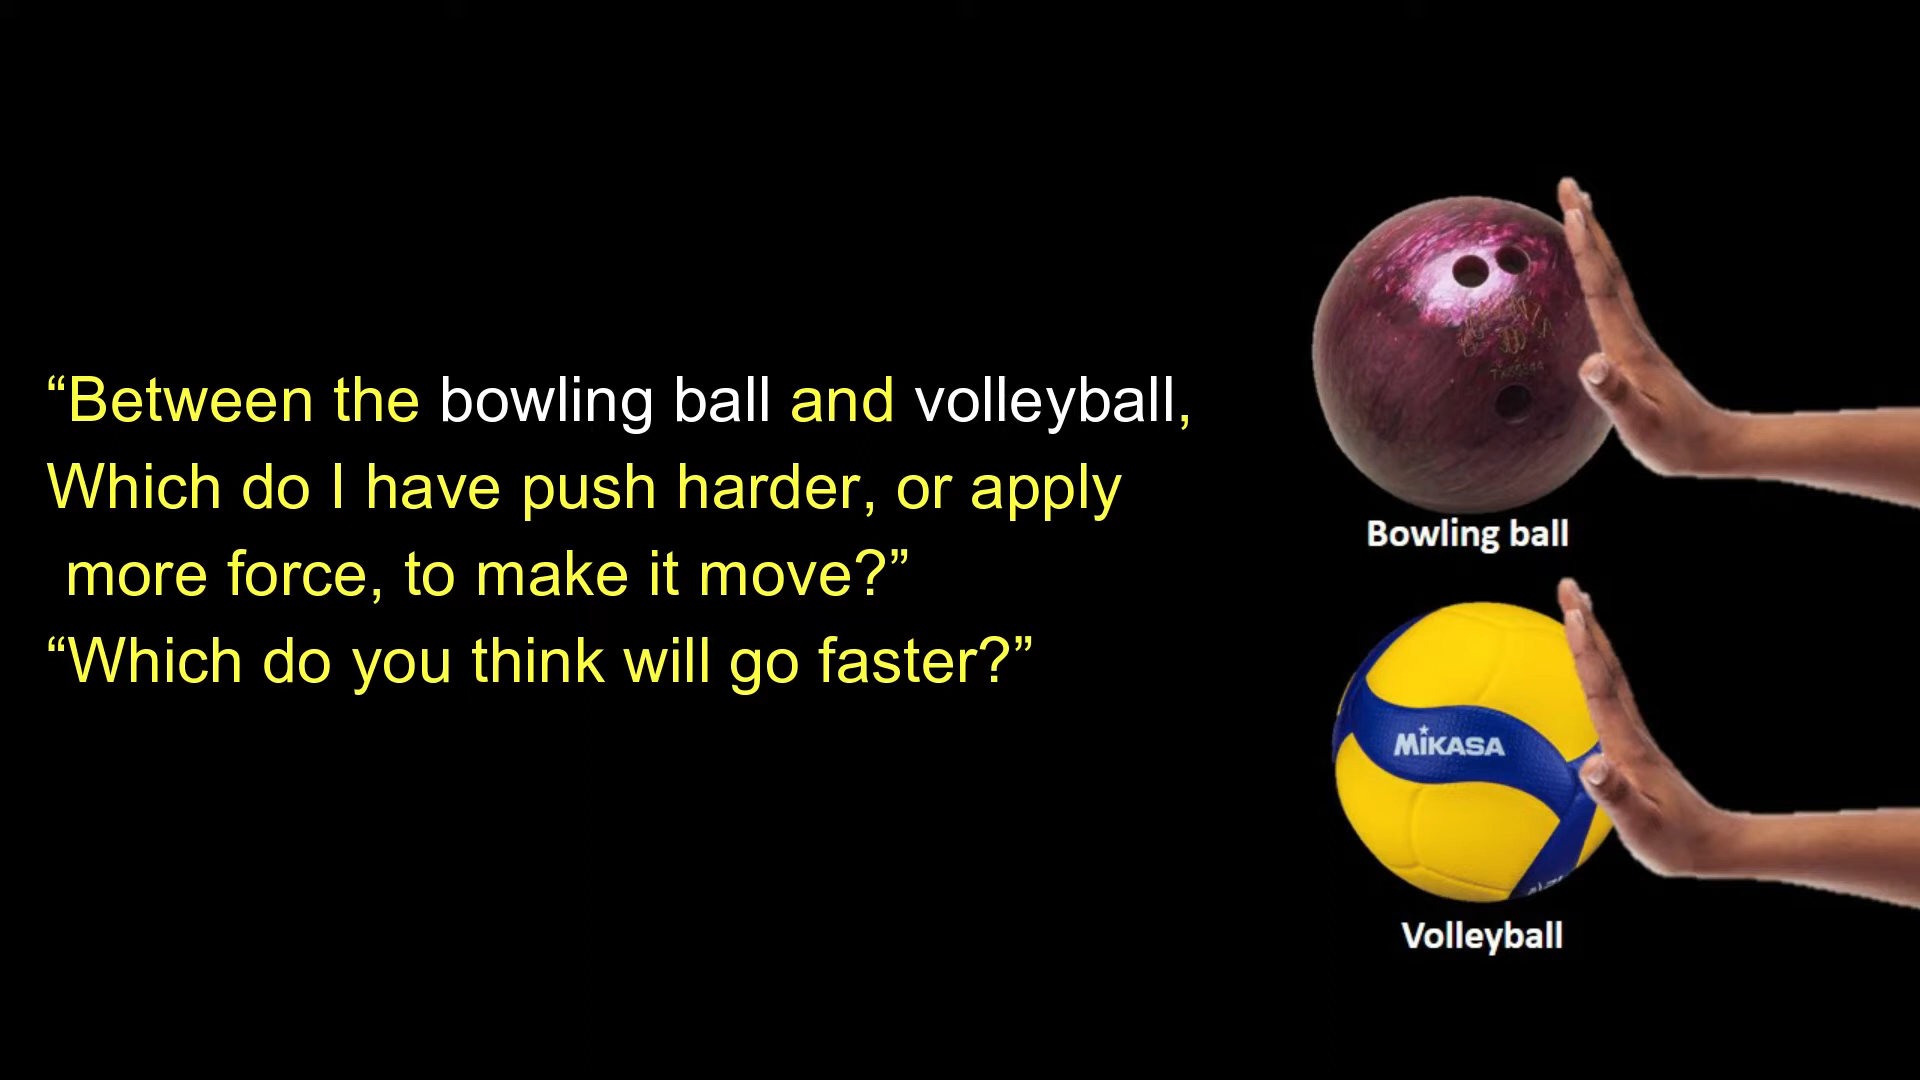 “Between the bowling ball and volleyball,
Which do I have push harder, or apply
more force, to make it move?”
“Which do you think will go faster?”
Bowling ball
MIKASA
Volleyball